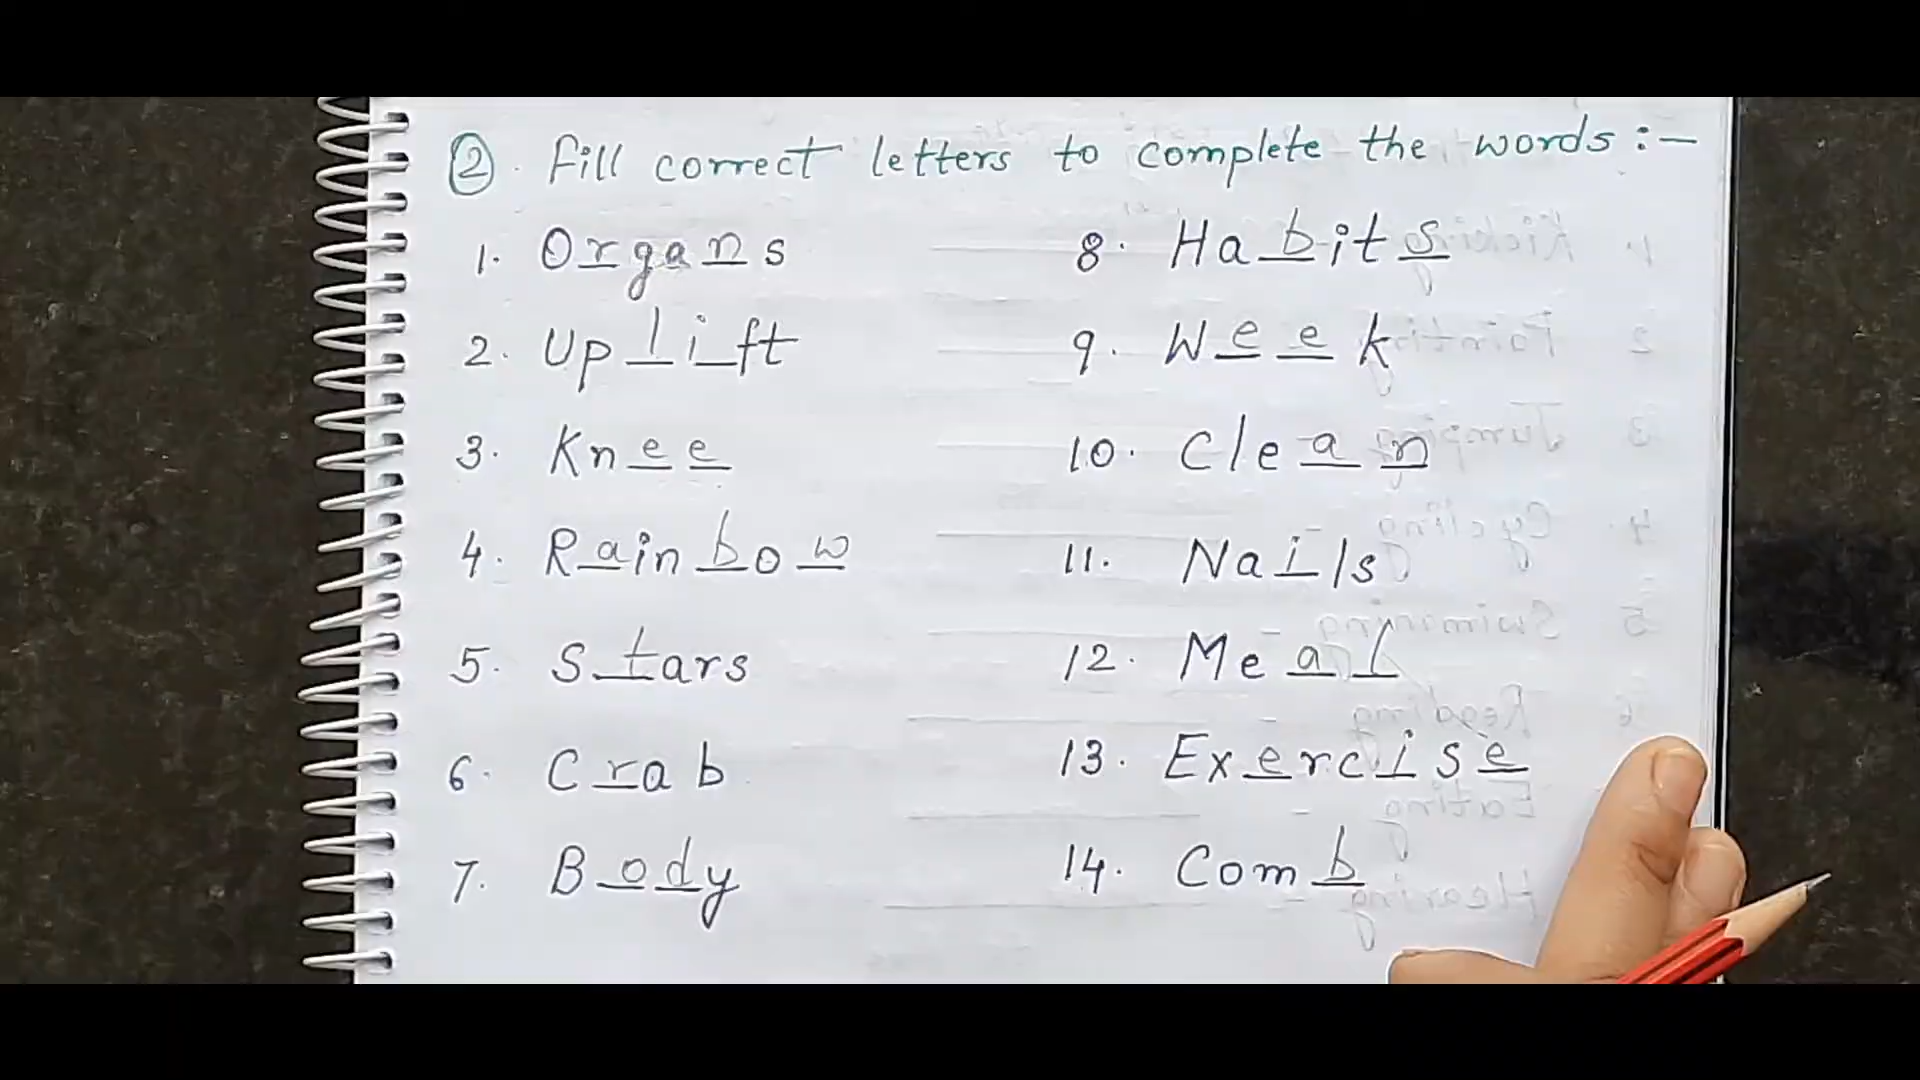 2. Fill correct letters to complete the words :-
1. Organs
2. Uplift
3. Knee
4. Rainbow
5. Stars
6. Crab
7. Body
8. Habits
9. Week
10. Clean
11. Nails
12. Meal
13. Exercise
14. Comb